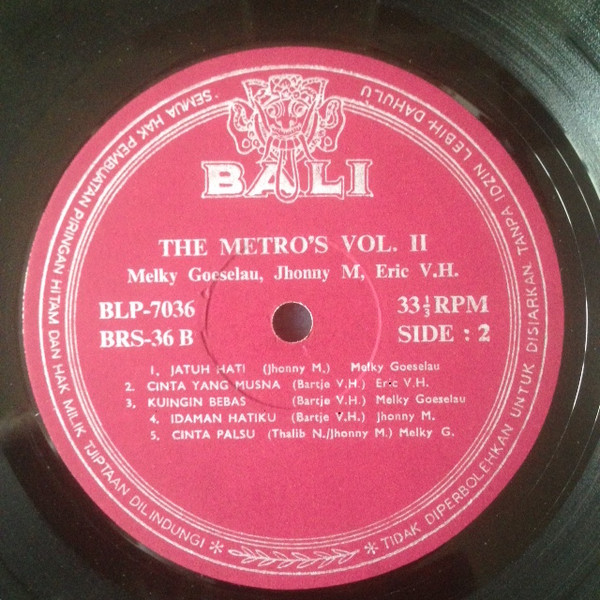 SEMUA HAK PEMBUATAN PIRINGAN HITAM DAN HAK MILIK TJIPTAAN DILINDUNGI * * TIDAK DIPERBOLEHKAN UNTUK DISIARKAN TANPA IDZIN LEBIH DAHULU
BALI
THE METRO'S VOL. II
Melky Goeselau, Jhonny M, Eric V.H.
BLP-7036 33⅓ RPM
BRS-36 B SIDE : 2
1. JATUH HATI (Jhonny M.) Melky Goeselau
2. CINTA YANG MUSNA (Bartje V.H.) Eric V.H.
3. KUINGIN BEBAS (Bartje V.H.) Melky Goeselau
4. IDAMAN HATIKU (Bartje V.H.) Jhonny M.
5. CINTA PALSU (Thalib N./Jhonny M.) Melky G.